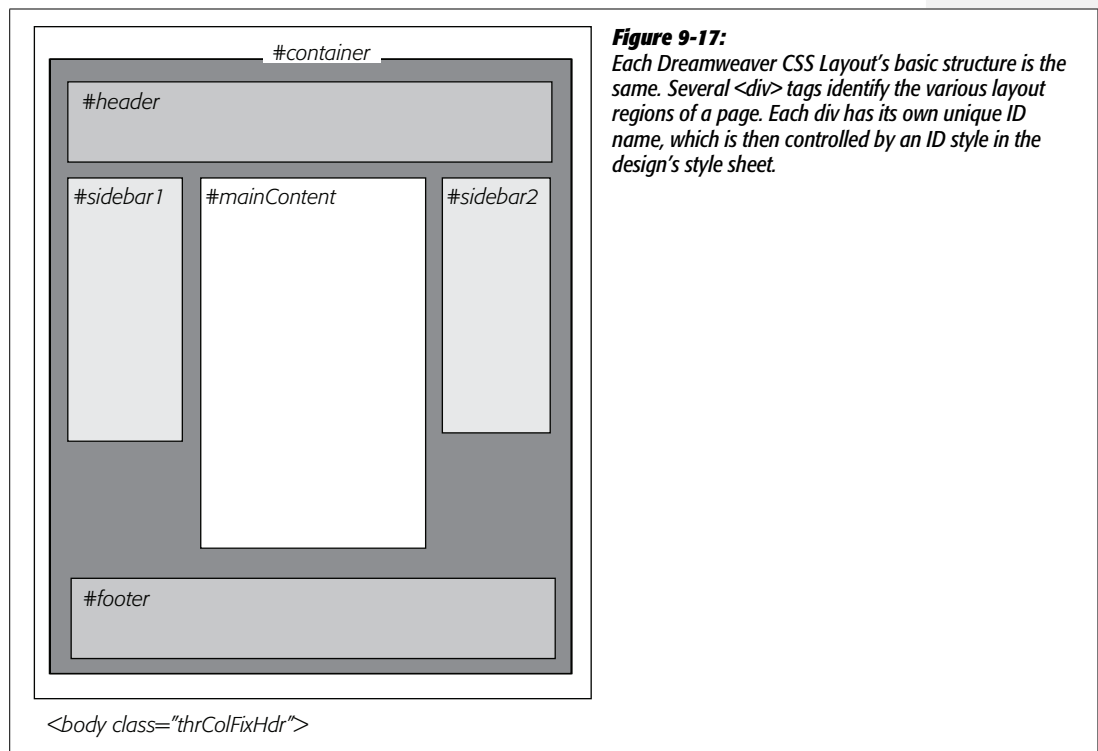 #container
#header
#sidebar1
#mainContent
#sidebar2
#footer
<body class="thrColFixHdr">
Figure 9-17:
Each Dreamweaver CSS Layout's basic structure is the
same. Several <div> tags identify the various layout
regions of a page. Each div has its own unique ID
name, which is then controlled by an ID style in the
design's style sheet.